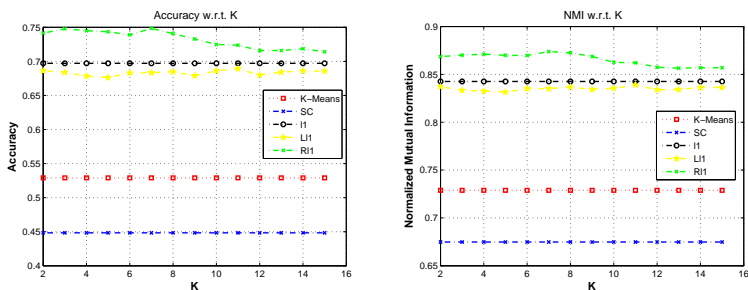 Accuracy w.r.t. K
0.75
0.7
0.65
0.6
0.55
0.5
0.45
0.4
Accuracy
2 4 6 8 10 12 14 16
K
K−Means
SC
l1
Ll1
Rl1
NMI w.r.t. K
0.9
0.85
0.8
0.75
0.7
0.65
Normalized Mutual Information
2 4 6 8 10 12 14 16
K
K−Means
SC
l1
Ll1
Rl1